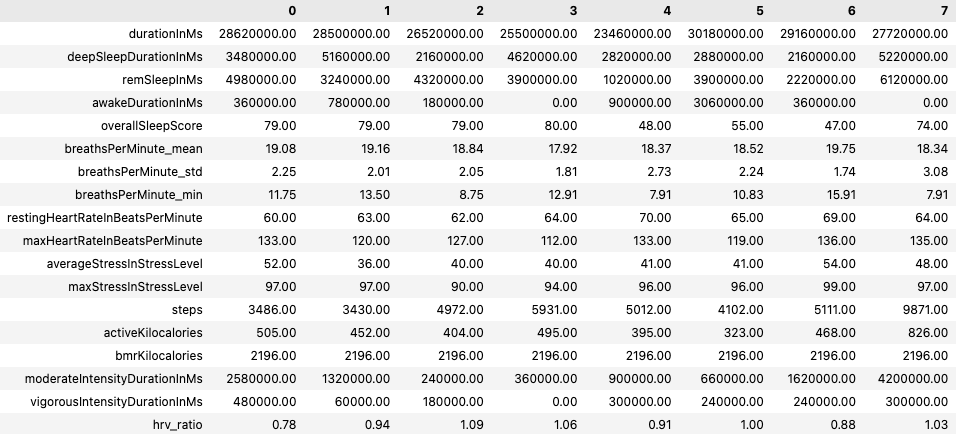 0 1 2 3 4 5 6 7
durationInMs 28620000.00 28500000.00 26520000.00 25500000.00 23460000.00 30180000.00 29160000.00 27720000.00
deepSleepDurationInMs 3480000.00 5160000.00 2160000.00 4620000.00 2820000.00 2880000.00 2160000.00 5220000.00
remSleepInMs 4980000.00 3240000.00 4320000.00 3900000.00 1020000.00 3900000.00 2220000.00 6120000.00
awakeDurationInMs 360000.00 780000.00 180000.00 0.00 900000.00 3060000.00 360000.00 0.00
overallSleepScore 79.00 79.00 79.00 80.00 48.00 55.00 47.00 74.00
breathsPerMinute_mean 19.08 19.16 18.84 17.92 18.37 18.52 19.75 18.34
breathsPerMinute_std 2.25 2.01 2.05 1.81 2.73 2.24 1.74 3.08
breathsPerMinute_min 11.75 13.50 8.75 12.91 7.91 10.83 15.91 7.91
restingHeartRateInBeatsPerMinute 60.00 63.00 62.00 64.00 70.00 65.00 69.00 64.00
maxHeartRateInBeatsPerMinute 133.00 120.00 127.00 112.00 133.00 119.00 136.00 135.00
averageStressInStressLevel 52.00 36.00 40.00 40.00 41.00 41.00 54.00 48.00
maxStressInStressLevel 97.00 97.00 90.00 94.00 96.00 96.00 99.00 97.00
steps 3486.00 3430.00 4972.00 5931.00 5012.00 4102.00 5111.00 9871.00
activeKilocalories 505.00 452.00 404.00 495.00 395.00 323.00 468.00 826.00
bmrKilocalories 2196.00 2196.00 2196.00 2196.00 2196.00 2196.00 2196.00 2196.00
moderateIntensityDurationInMs 2580000.00 1320000.00 240000.00 360000.00 900000.00 660000.00 1620000.00 4200000.00
vigorousIntensityDurationInMs 480000.00 60000.00 180000.00 0.00 300000.00 240000.00 240000.00 300000.00
hrv_ratio 0.78 0.94 1.09 1.06 0.91 1.00 0.88 1.03